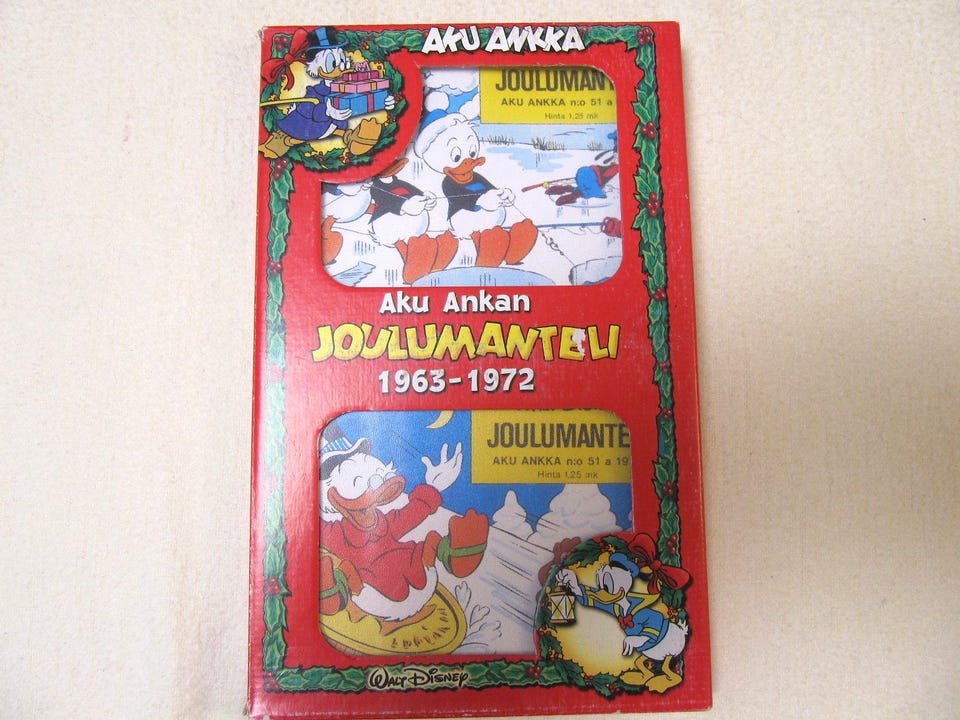 AKU ANKKA
JOULUMANT
AKU ANKKA n:o 51 a
Hinta 1,25 mk
Aku Ankan
JOULUMANTELI
1963-1972
JOULUMANTE
AKU ANKKA n:o 51 a 19
Hinta 1,25 mk
WALT DISNEY